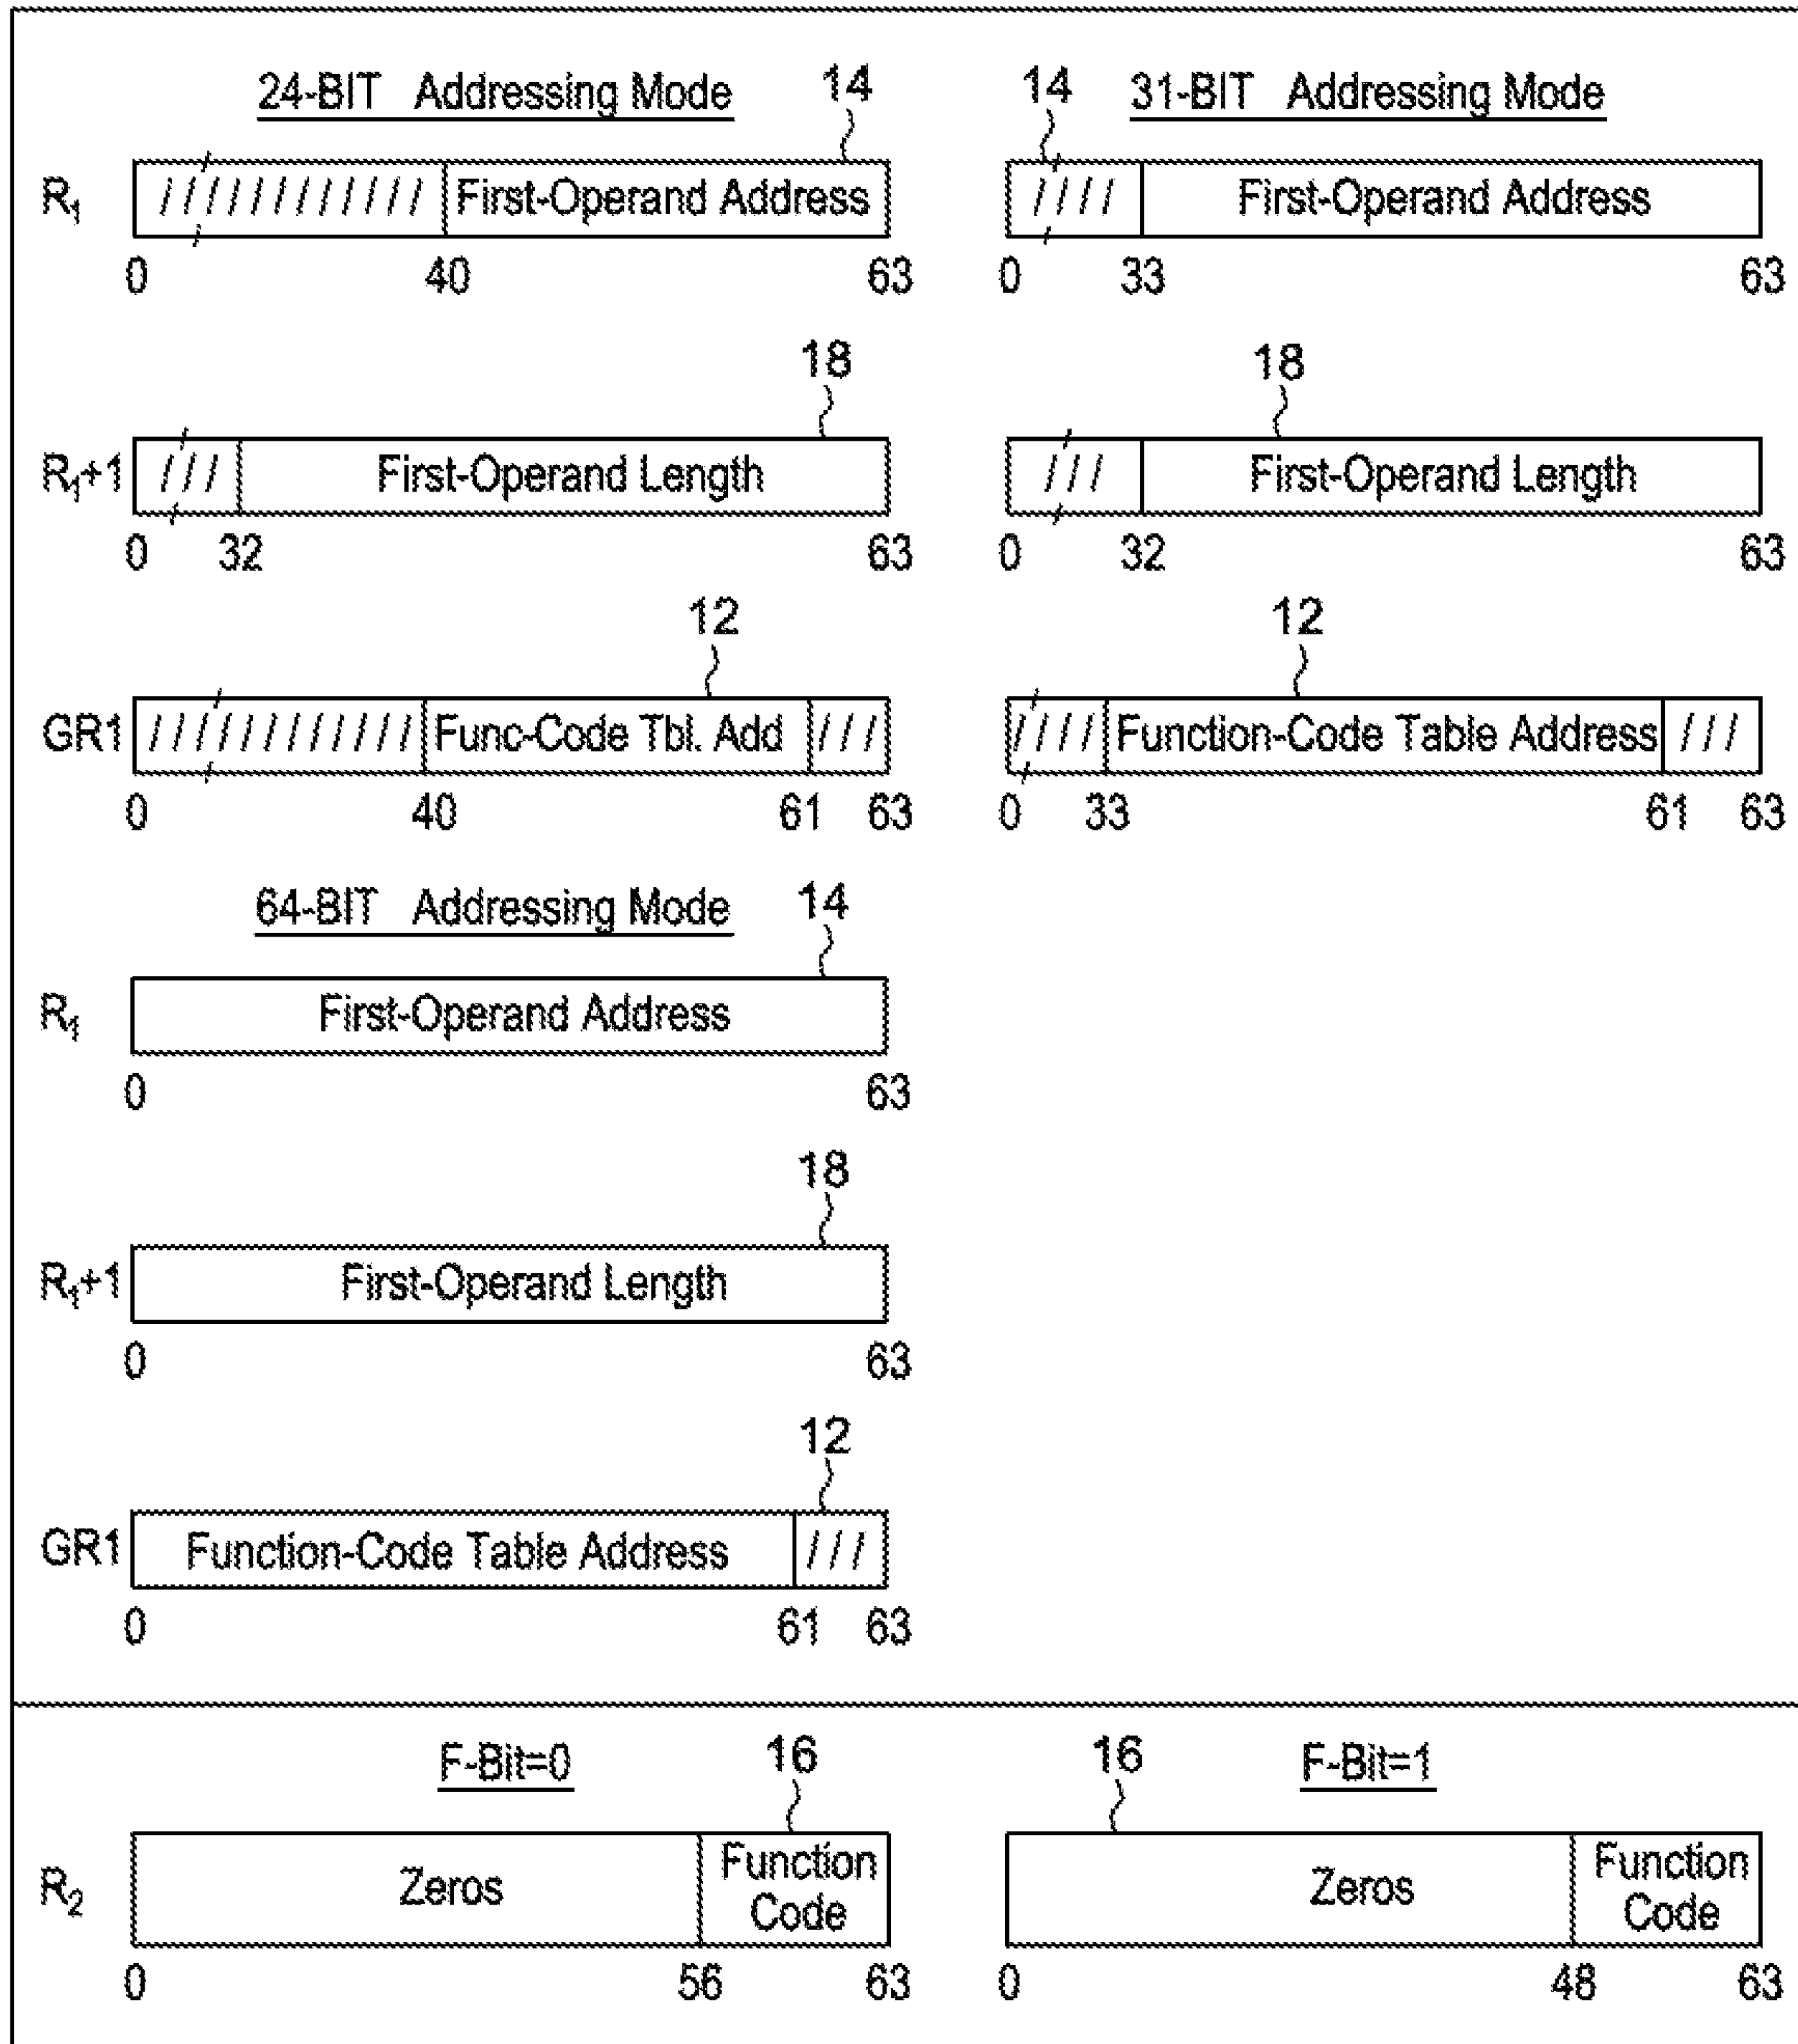 24-BIT Addressing Mode 14
14 31-BIT Addressing Mode
R1 / / / / / / / / / / / / First-Operand Address
0 40 63
/ / / / First-Operand Address
0 33 63
18
R1+1 / / / First-Operand Length
0 32 63
18
/ / / First-Operand Length
0 32 63
12
GR1 / / / / / / / / / / / / Func-Code Tbl. Add / / /
0 40 61 63
12
/ / / / Function-Code Table Address / / /
0 33 61 63
64-BIT Addressing Mode 14
R1 First-Operand Address
0 63
18
R1+1 First-Operand Length
0 63
12
GR1 Function-Code Table Address / / /
0 61 63
F-Bit=0 16
R2 Zeros Function
Code
0 56 63
16 F-Bit=1
Zeros Function
Code
0 48 63